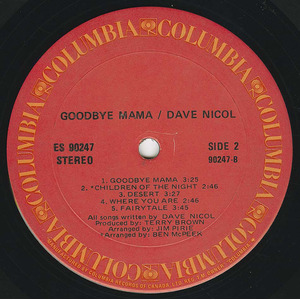 COLUMBIA COLUMBIA COLUMBIA COLUMBIA COLUMBIA COLUMBIA
GOODBYE MAMA / DAVE NICOL
ES 90247 SIDE 2
STEREO 90247-B
1. GOODBYE MAMA 3:25
2. *CHILDREN OF THE NIGHT 2:46
3. DESERT 3:27
4. WHERE YOU ARE 2:46
5. FAIRYTALE 3:45
All songs written by DAVE NICOL
Produced by: TERRY BROWN
Arranged by: JIM PIRIE
*Arranged by: BEN McPEEK